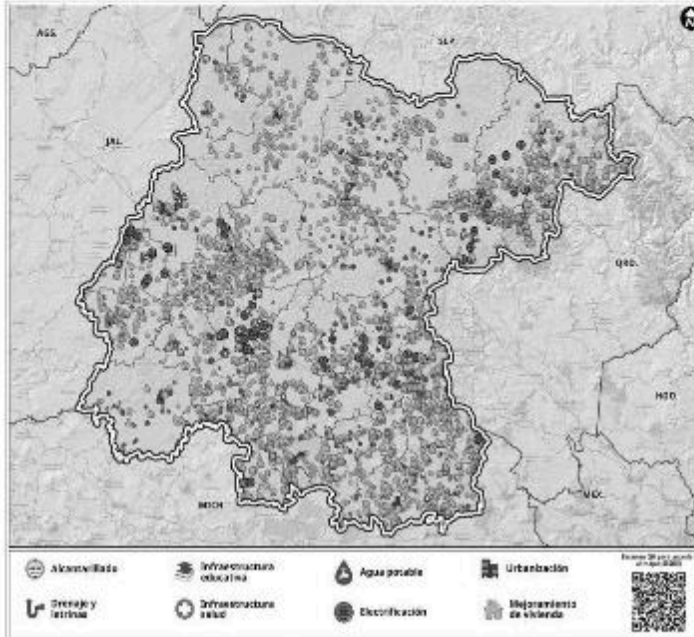 AGS.
SLP.
JAL.
QRO.
HGO.
MICH.
MEX.
Alcantarillado
Infraestructura
educativa
Agua potable
Urbanización
Drenaje y
letrinas
Infraestructura
salud
Electrificación
Mejoramiento
de vivienda